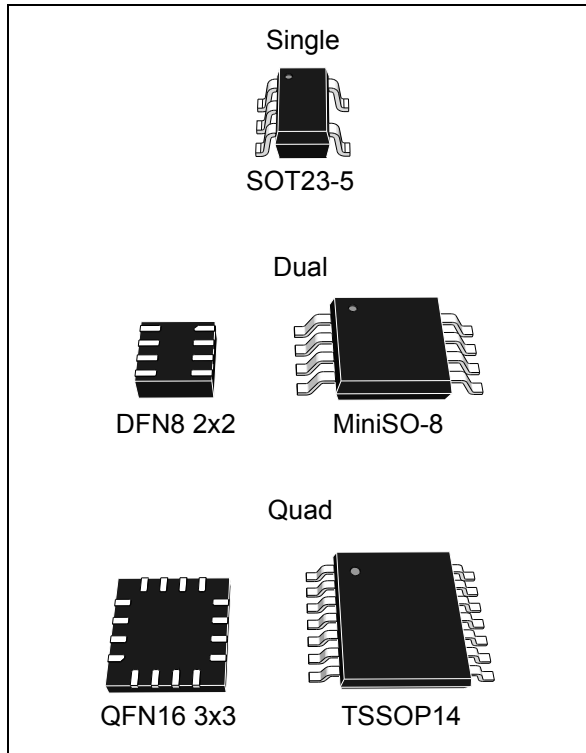 Single
SOT23-5
Dual
DFN8 2x2
MiniSO-8
Quad
QFN16 3x3
TSSOP14